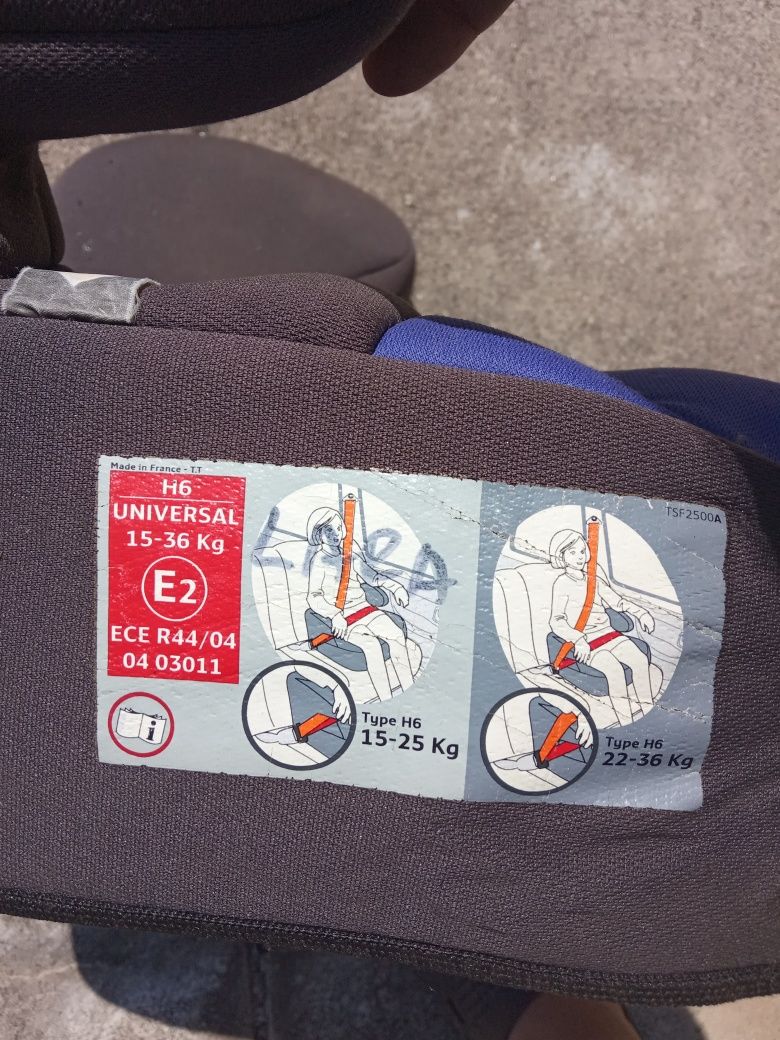 Made in France - T.T
H6
UNIVERSAL
15-36 Kg
E2
ECE R44/04
04 03011
i
Type H6
15-25 Kg
TSF2500A
Type H6
22-36 Kg